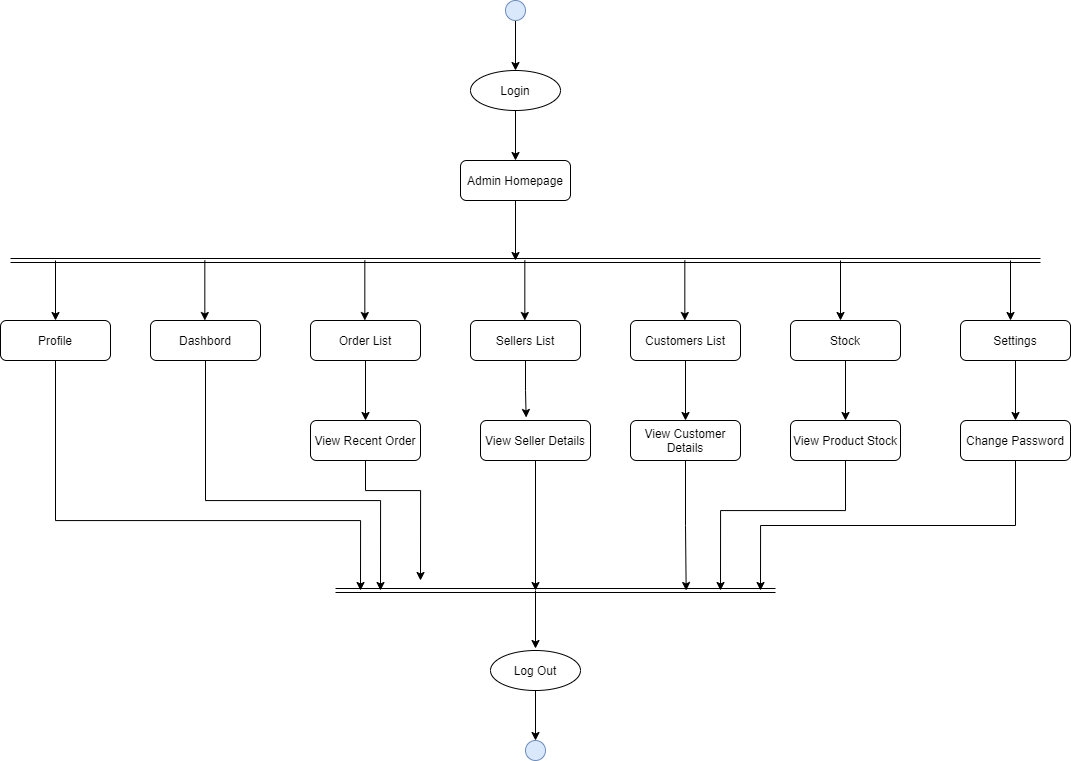 Login
Admin Homepage
Profile
Dashbord
Order List
Sellers List
Customers List
Stock
Settings
View Recent Order
View Seller Details
View Customer
Details
View Product Stock
Change Password
Log Out